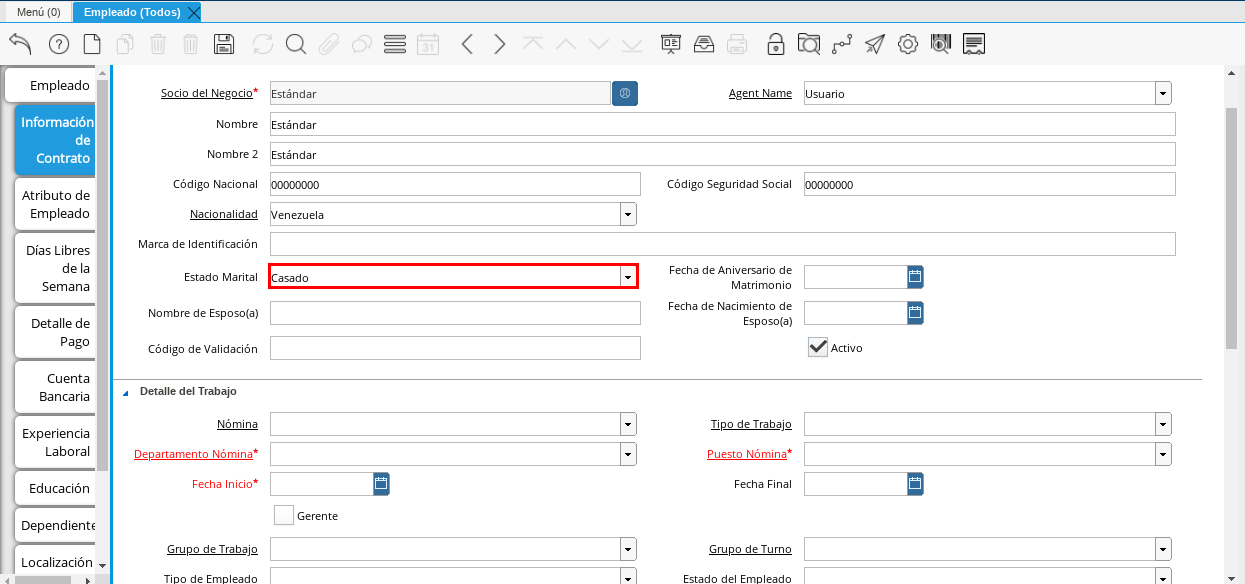 Menú (0)
Empleado (Todos)
31
Empleado
Información
de
Contrato
Atributo de
Empleado
Días Libres
de la
Semana
Detalle de
Pago
Cuenta
Bancaria
Experiencia
Laboral
Educación
Dependiente
Localización
Socio del Negocio* Estándar Agent Name Usuario
Nombre Estándar
Nombre 2 Estándar
Código Nacional 00000000 Código Seguridad Social 00000000
Nacionalidad Venezuela
Marca de Identificación
Estado Marital Casado Fecha de Aniversario de
Matrimonio
Nombre de Esposo(a) Fecha de Nacimiento de
Esposo(a)
Código de Validación Activo
Detalle del Trabajo
Nómina Tipo de Trabajo
Departamento Nómina* Puesto Nómina*
Fecha Inicio* Fecha Final
Gerente
Grupo de Trabajo Grupo de Turno
Tipo de Empleado Estado del Empleado